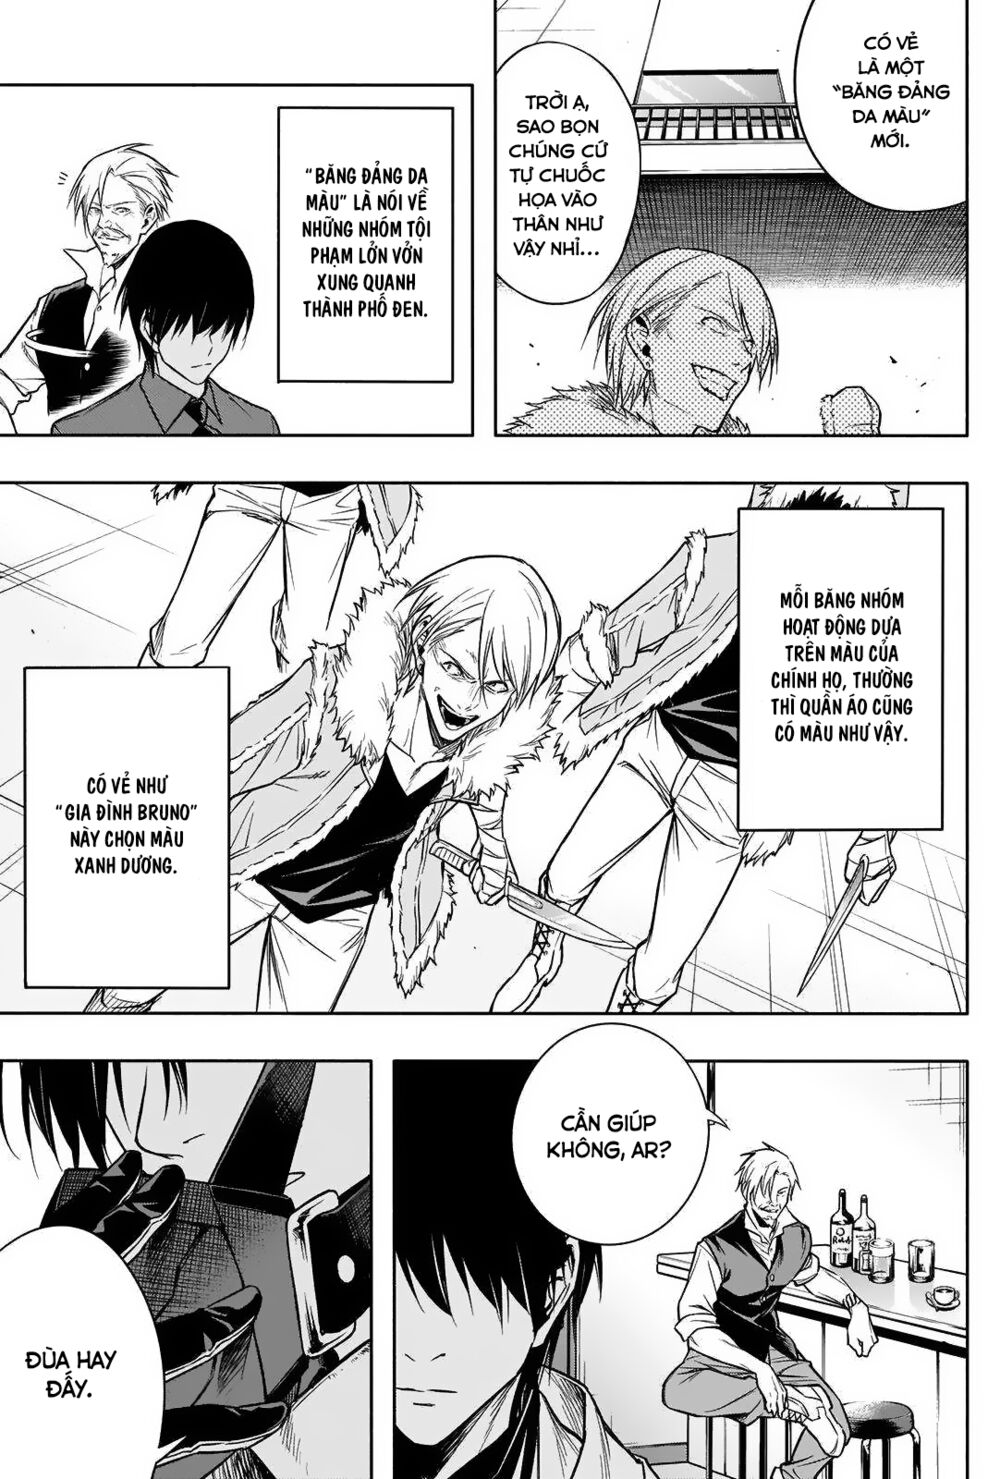 CÓ VẺ
LÀ MỘT
"BĂNG ĐẢNG
DA MÀU"
MỚI.
TRỜI Ạ,
SAO BỌN
CHÚNG CỨ
TỰ CHUỐC
HỌA VÀO
THÂN NHƯ
VẬY NHỈ...
"BĂNG ĐẢNG DA
MÀU" LÀ NÓI VỀ
NHỮNG NHÓM TỘI
PHẠM LỞN VỞN
XUNG QUANH
THÀNH PHỐ ĐEN.
MỖI BĂNG NHÓM
HOẠT ĐỘNG DƯA
TRÊN MÀU CỦA
CHÍNH HỌ, THƯỜNG
THÌ QUẦN ÁO CŨNG
CÓ MÀU NHƯ VẬY.
CÓ VẺ NHƯ
"GIA ĐÌNH BRUNO"
NÀY CHỌN MÀU
XANH DƯƠNG.
CẦN GIÚP
KHÔNG, AR?
ĐÙA HAY
ĐẤY.